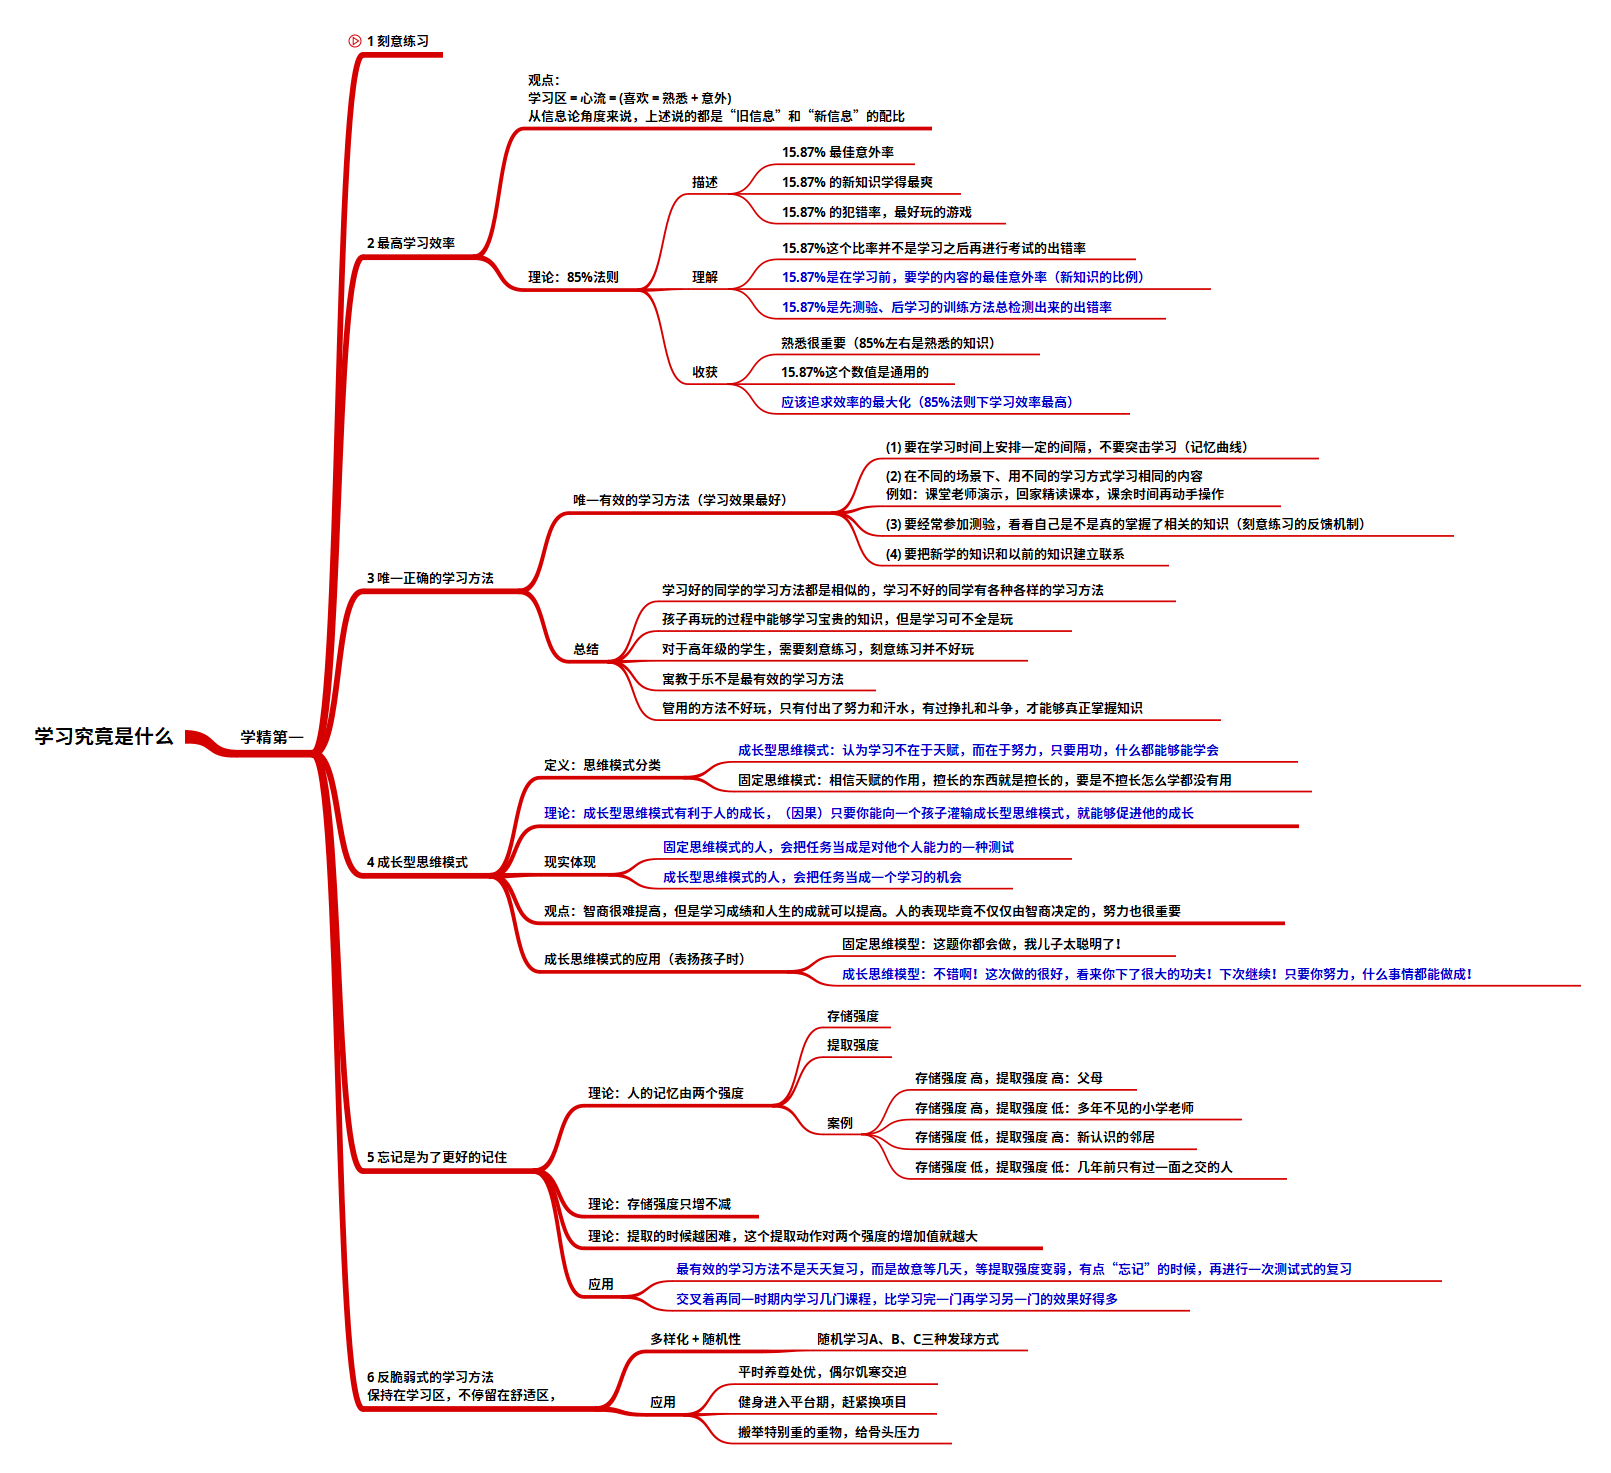 学习究竟是什么
学精第一
1 刻意练习
2 最高学习效率
观点：
学习区 = 心流 = (喜欢 = 熟悉 + 意外)
从信息论角度来说，上述说的都是“旧信息”和“新信息”的配比
理论：85%法则
描述
15.87% 最佳意外率
15.87% 的新知识学得最爽
15.87% 的犯错率，最好玩的游戏
理解
15.87%这个比率并不是学习之后再进行考试的出错率
15.87%是在学习前，要学的内容的最佳意外率（新知识的比例）
15.87%是先测验、后学习的训练方法总检测出来的出错率
收获
熟悉很重要（85%左右是熟悉的知识）
15.87%这个数值是通用的
应该追求效率的最大化（85%法则下学习效率最高）
3 唯一正确的学习方法
唯一有效的学习方法（学习效果最好）
(1) 要在学习时间上安排一定的间隔，不要突击学习（记忆曲线）
(2) 在不同的场景下、用不同的学习方式学习相同的内容
例如：课堂老师演示，回家精读课本，课余时间再动手操作
(3) 要经常参加测验，看看自己是不是真的掌握了相关的知识（刻意练习的反馈机制）
(4) 要把新学的知识和以前的知识建立联系
总结
学习好的同学的学习方法都是相似的，学习不好的同学有各种各样的学习方法
孩子再玩的过程中能够学习宝贵的知识，但是学习可不全是玩
对于高年级的学生，需要刻意练习，刻意练习并不好玩
寓教于乐不是最有效的学习方法
管用的方法不好玩，只有付出了努力和汗水，有过挣扎和斗争，才能够真正掌握知识
4 成长型思维模式
定义：思维模式分类
成长型思维模式：认为学习不在于天赋，而在于努力，只要用功，什么都能够能学会
固定思维模式：相信天赋的作用，擅长的东西就是擅长的，要是不擅长怎么学都没有用
理论：成长型思维模式有利于人的成长，（因果）只要你能向一个孩子灌输成长型思维模式，就能够促进他的成长
现实体现
固定思维模式的人，会把任务当成是对他个人能力的一种测试
成长型思维模式的人，会把任务当成一个学习的机会
观点：智商很难提高，但是学习成绩和人生的成就可以提高。人的表现毕竟不仅仅由智商决定的，努力也很重要
成长思维模式的应用（表扬孩子时）
固定思维模型：这题你都会做，我儿子太聪明了！
成长思维模型：不错啊！这次做的很好，看来你下了很大的功夫！下次继续！只要你努力，什么事情都能做成！
5 忘记是为了更好的记住
理论：人的记忆由两个强度
存储强度
提取强度
案例
存储强度 高，提取强度 高：父母
存储强度 高，提取强度 低：多年不见的小学老师
存储强度 低，提取强度 高：新认识的邻居
存储强度 低，提取强度 低：几年前只有过一面之交的人
理论：存储强度只增不减
理论：提取的时候越困难，这个提取动作对两个强度的增加值就越大
应用
最有效的学习方法不是天天复习，而是故意等几天，等提取强度变弱，有点“忘记”的时候，再进行一次测试式的复习
交叉着再同一时期内学习几门课程，比学习完一门再学习另一门的效果好得多
6 反脆弱式的学习方法
保持在学习区，不停留在舒适区，
多样化 + 随机性
随机学习A、B、C三种发球方式
应用
平时养尊处优，偶尔饥寒交迫
健身进入平台期，赶紧换项目
搬举特别重的重物，给骨头压力